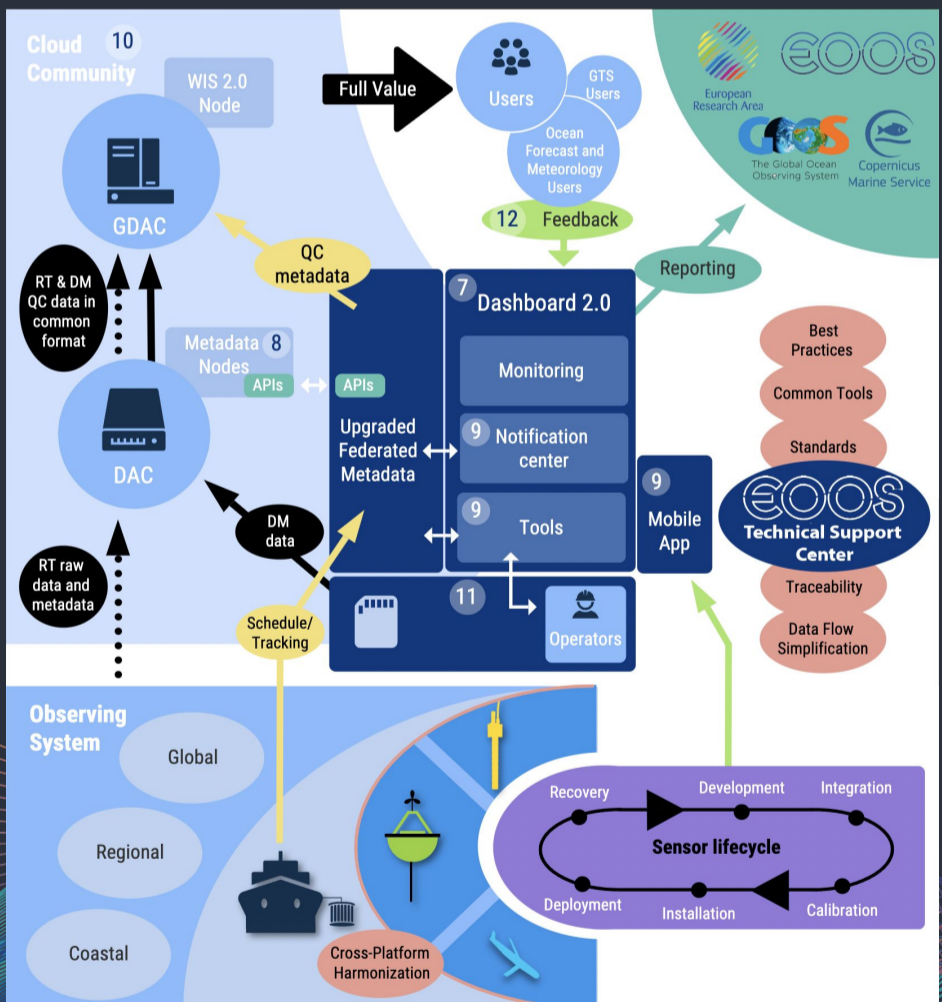 Cloud
Community
10
WIS 2.0
Node
GDAC
Full Value
Users
GTS
Users
Ocean
Forecast and
Meteorology
Users
12
Feedback
European
Research Area
EOOS
GOOS
The Global Ocean
Observing System
Copernicus
Marine Service
QC
metadata
RT & DM
QC data in
common
format
Metadata
Nodes
8
APIs
APIs
DAC
Upgraded
Federated
Metadata
7
Dashboard 2.0
Monitoring
9
Notification
center
9
Tools
9
Mobile
App
Reporting
Best
Practices
Common Tools
Standards
EOOS
Technical Support
Center
Traceability
Data Flow
Simplification
DM
data
RT raw
data and
metadata
Schedule/
Tracking
11
Operators
Observing
System
Global
Regional
Coastal
Cross-Platform
Harmonization
Recovery
Development
Integration
Sensor lifecycle
Deployment
Installation
Calibration